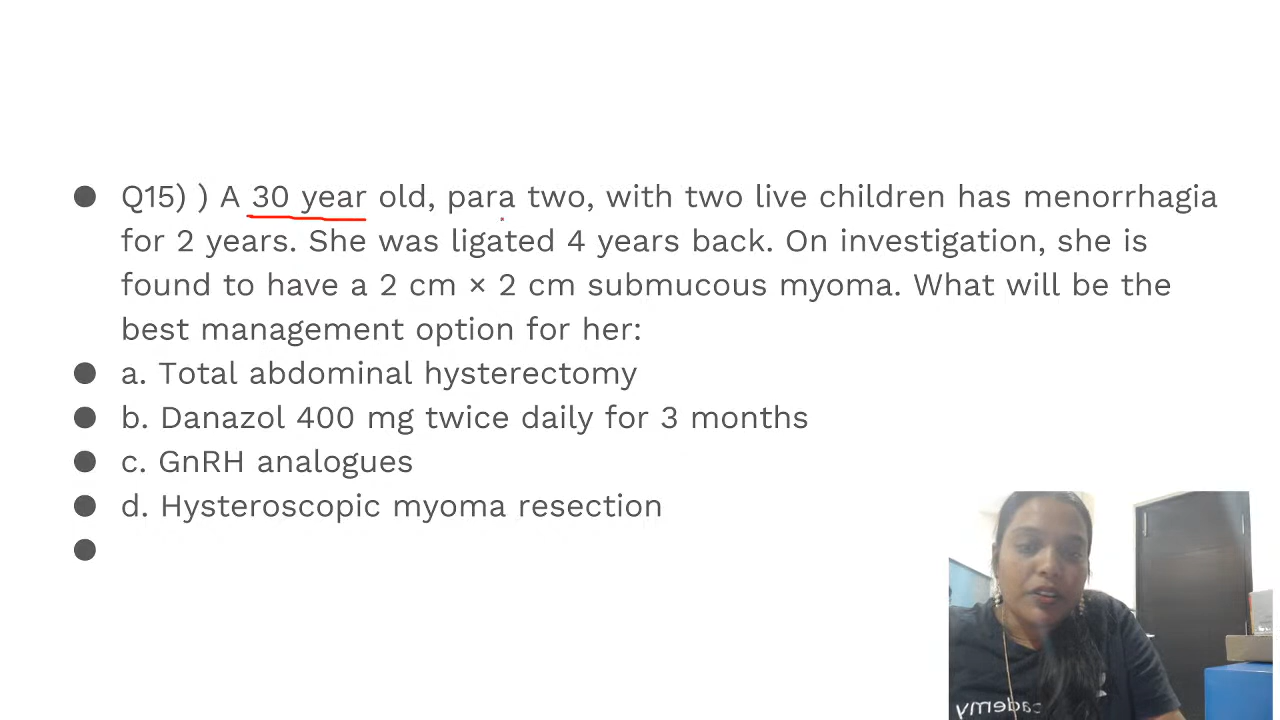 ● Q15) ) A 30 year old, para two, with two live children has menorrhagia
for 2 years. She was ligated 4 years back. On investigation, she is
found to have a 2 cm × 2 cm submucous myoma. What will be the
best management option for her:
● a. Total abdominal hysterectomy
● b. Danazol 400 mg twice daily for 3 months
● c. GnRH analogues
● d. Hysteroscopic myoma resection
●